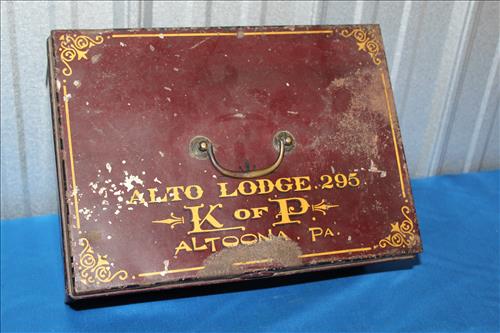 ALTO LODGE 295
K OF P.
ALTOONA, PA.